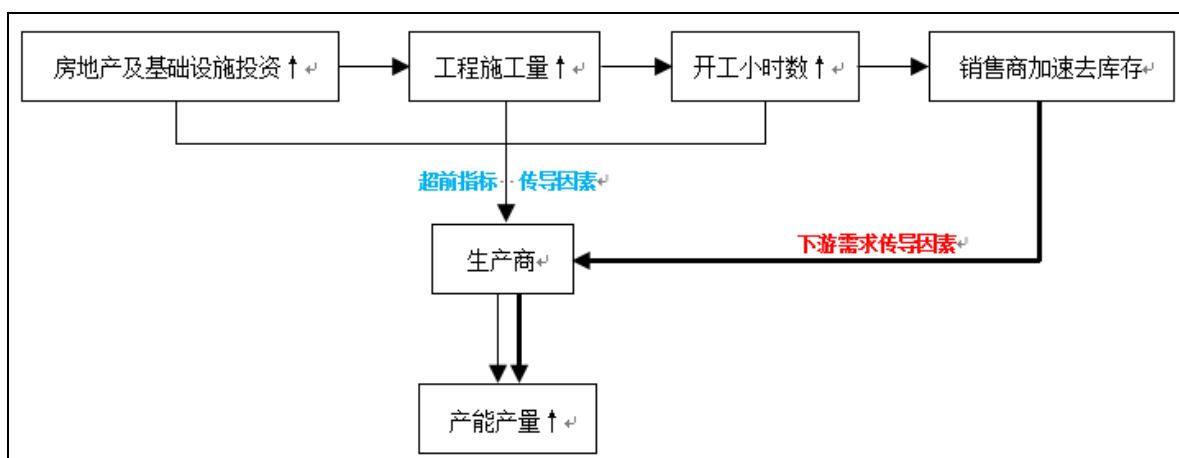 房地产及基础设施投资↑↵
工程施工量↑↵
开工小时数↑↵
销售商加速去库存↵
超前指标··传导因素↵
下游需求传导因素↵
生产商↵
产能产量↑↵